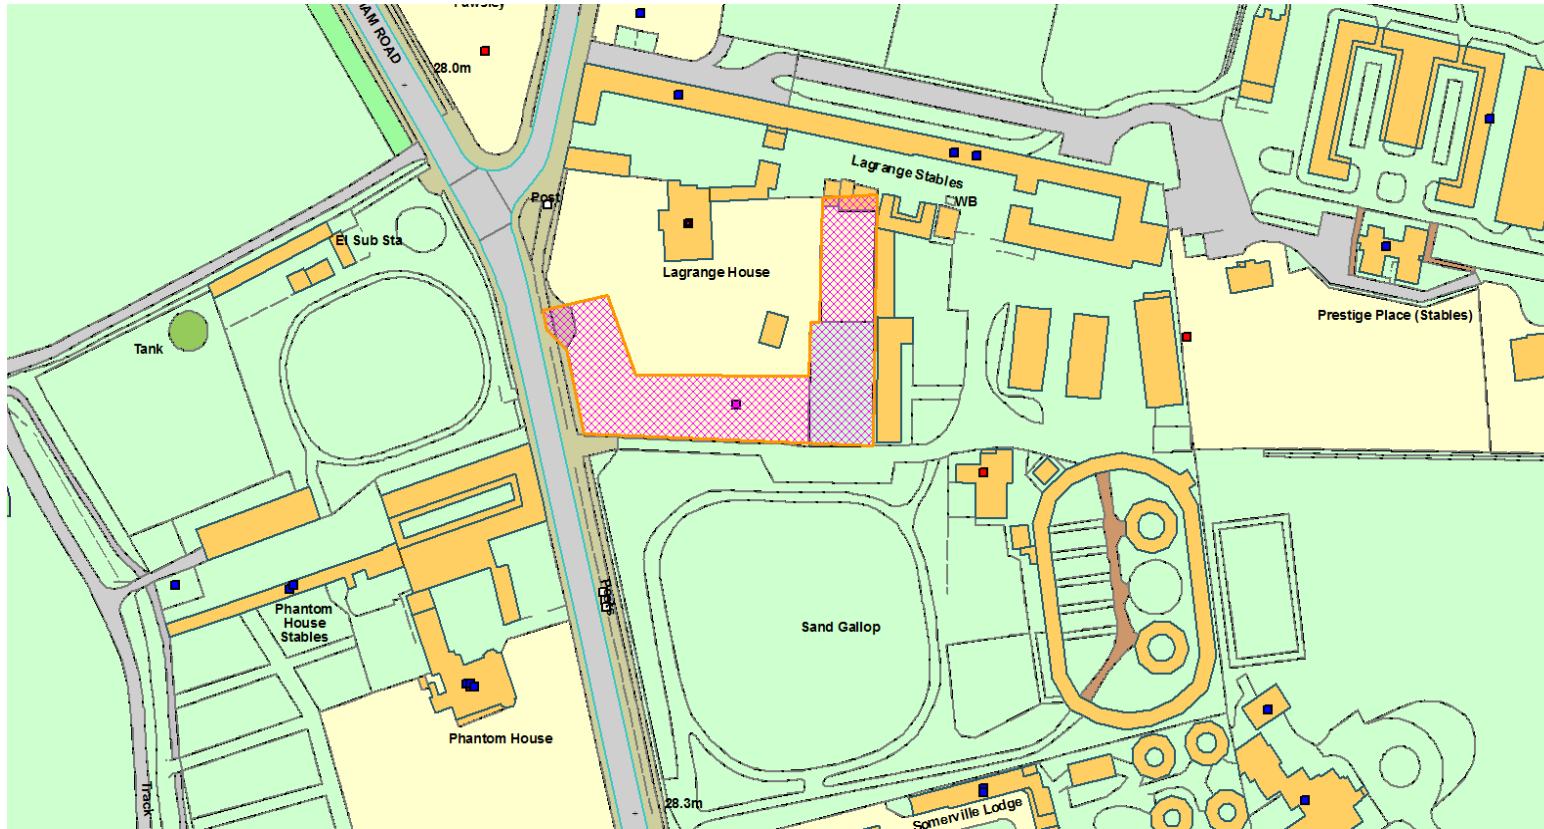 28.0m
Post
Lagrange Stables
WB
El Sub Sta
Lagrange House
Prestige Place (Stables)
Tank
Posts
Phantom
House
Stables
Sand Gallop
Phantom House
Track
28.3m
Somerville Lodge